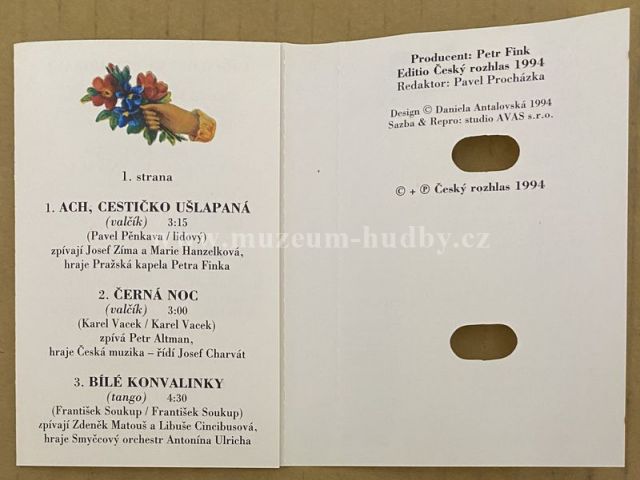 1. strana
1. ACH, CESTIČKO UŠLAPANÁ
(valčík) 3:15
(Pavel Pěnkava / lidový)
zpívají Josef Zíma a Marie Hanzelková,
hraje Pražská kapela Petra Finka
2. ČERNÁ NOC
(valčík) 3:00
(Karel Vacek / Karel Vacek)
zpívá Petr Altman,
hraje Česká muzika – řídí Josef Charvát
3. BÍLÉ KONVALINKY
(tango) 4:30
(František Soukup / František Soukup)
zpívají Zdeněk Matouš a Libuše Cincibusová,
hraje Smyčcový orchestr Antonína Ulricha
Producent: Petr Fink
Editio Český rozhlas 1994
Redaktor: Pavel Procházka
Design © Daniela Antalovská 1994
Sazba & Repro: studio AVAS s.r.o.
© + ℗ Český rozhlas 1994
www.muzeum-hudby.cz